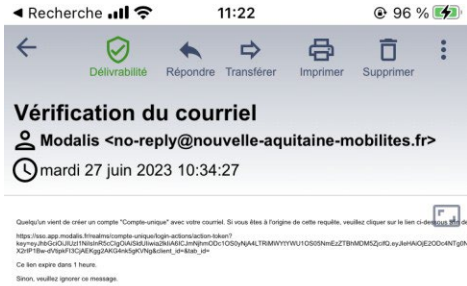 Recherche 11:22 96 %
Délivrabilité Répondre Transférer Imprimer Supprimer
Vérification du courriel
Modalis <no-reply@nouvelle-aquitaine-mobilites.fr>
mardi 27 juin 2023 10:34:27
Quelqu'un vient de créer un compte "Compte-unique" avec votre courriel. Si vous êtes à l'origine de cette requête, veuillez cliquer sur le lien ci-dessous
https://sso.app.modalis.fr/realms/compte-unique/login-actions/action-token?
Ce lien expire dans 1 heure.
Sinon, veuillez ignorer ce message.